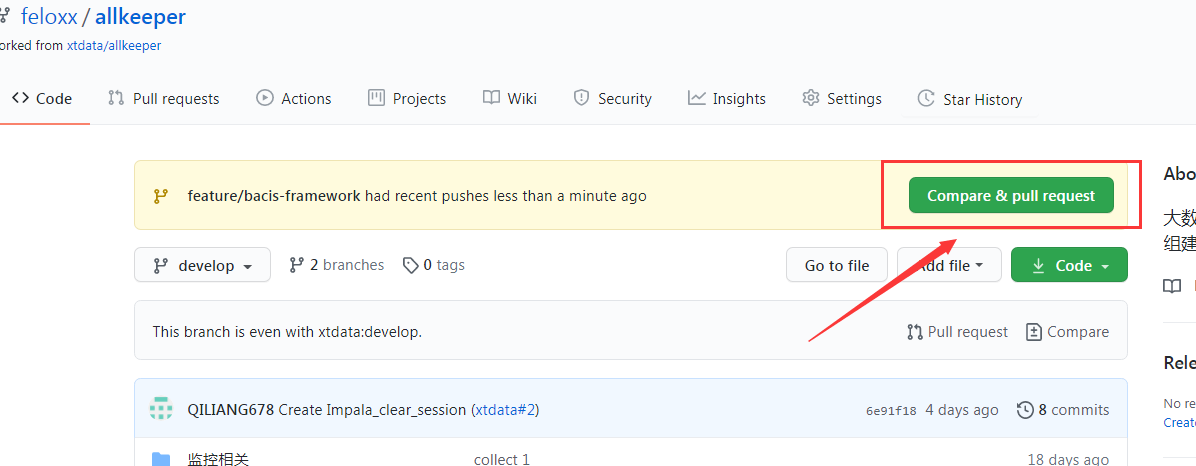 feloxx / allkeeper
orked from xtdata/allkeeper
Code Pull requests Actions Projects Wiki Security Insights Settings Star History
feature/bacis-framework had recent pushes less than a minute ago Compare & pull request
Abo
大数
组建
develop 2 branches 0 tags Go to file Add file Code
This branch is even with xtdata:develop. Pull request Compare
Rele
QILIANG678 Create Impala_clear_session (xtdata#2) 6e91f18 4 days ago 8 commits
No re
Create
监控相关 collect 1 18 days ago